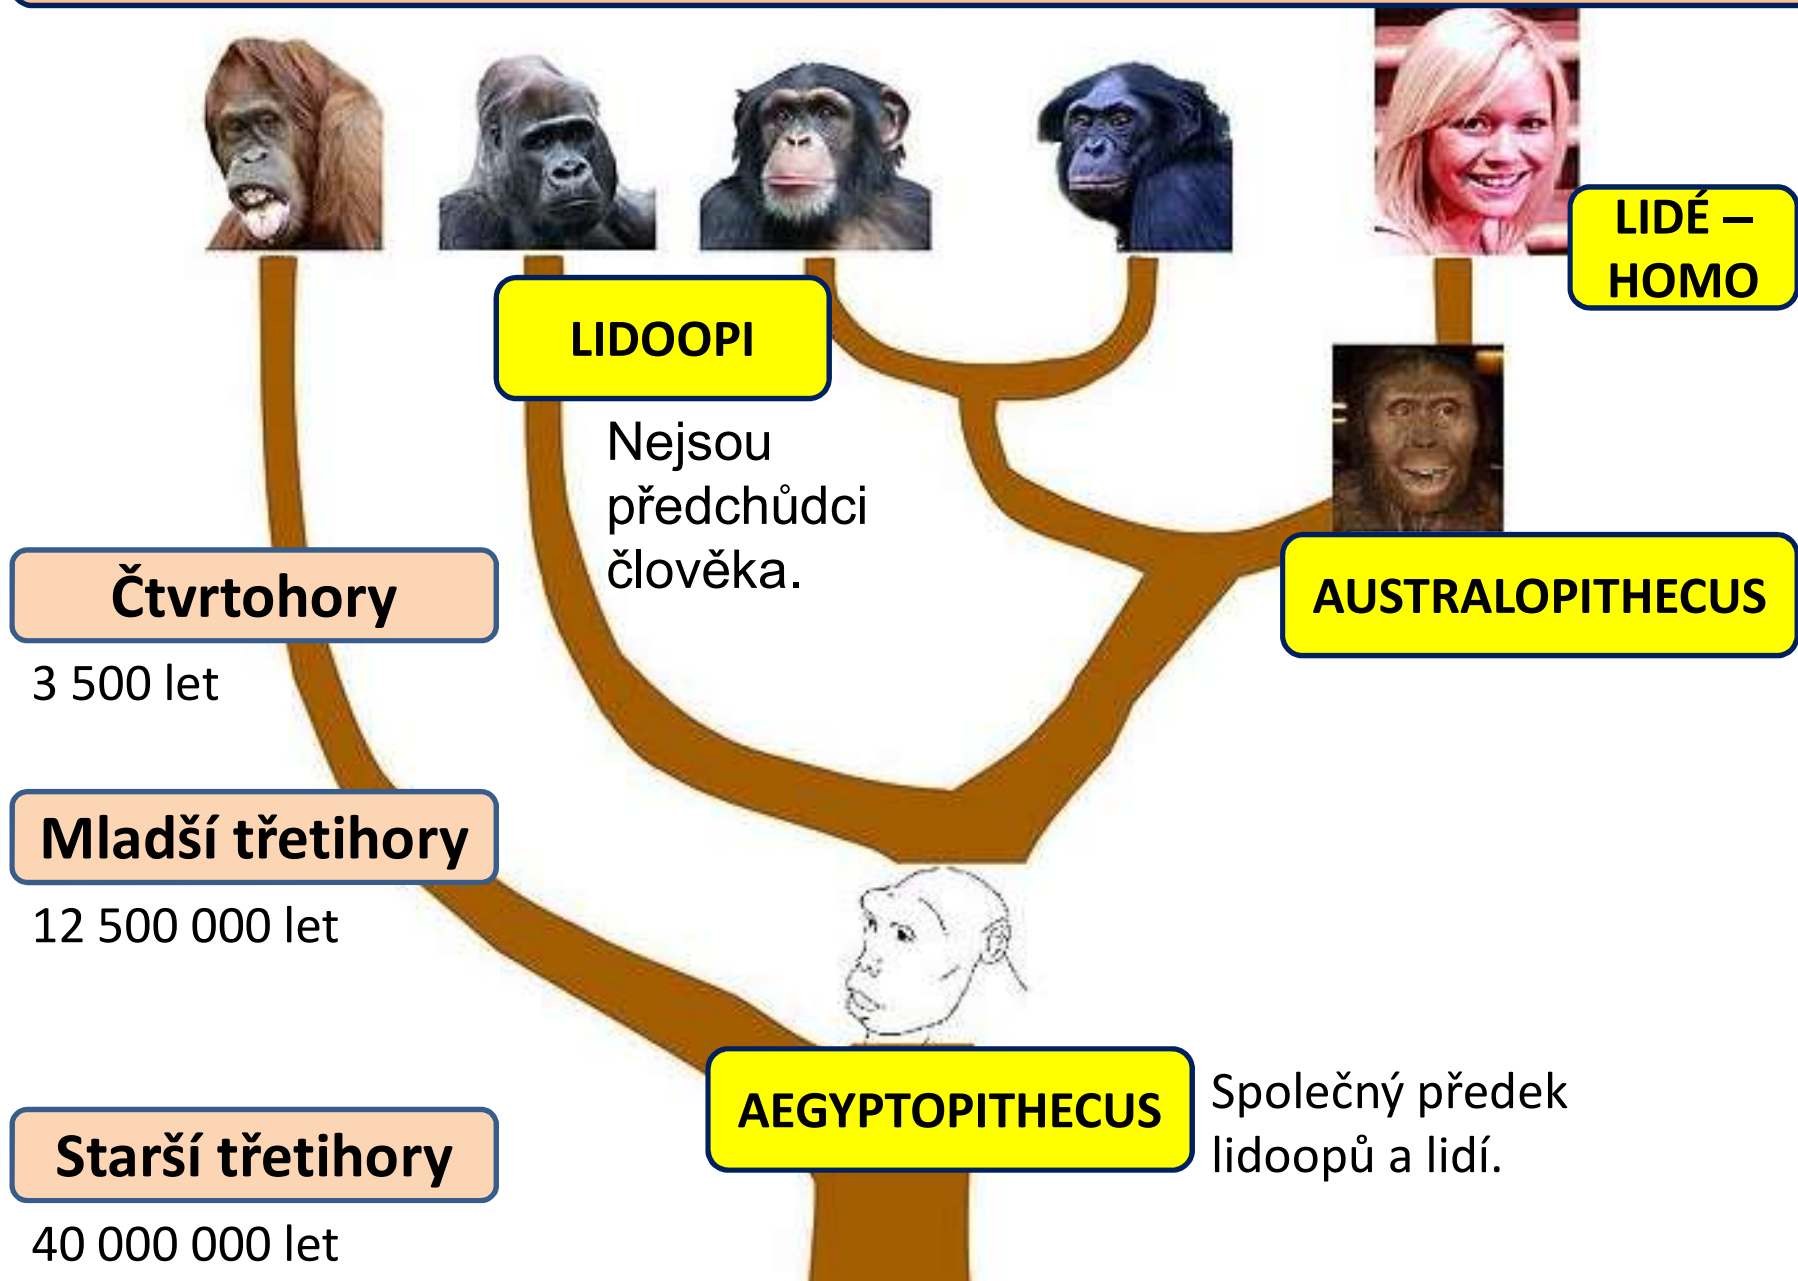 LIDÉ –
HOMO
LIDOOPI
Nejsou
předchůdci
člověka.
Čtvrtohory
3 500 let
AUSTRALOPITHECUS
Mladší třetihory
12 500 000 let
AEGYPTOPITHECUS
Společný předek
lidoopů a lidí.
Starší třetihory
40 000 000 let